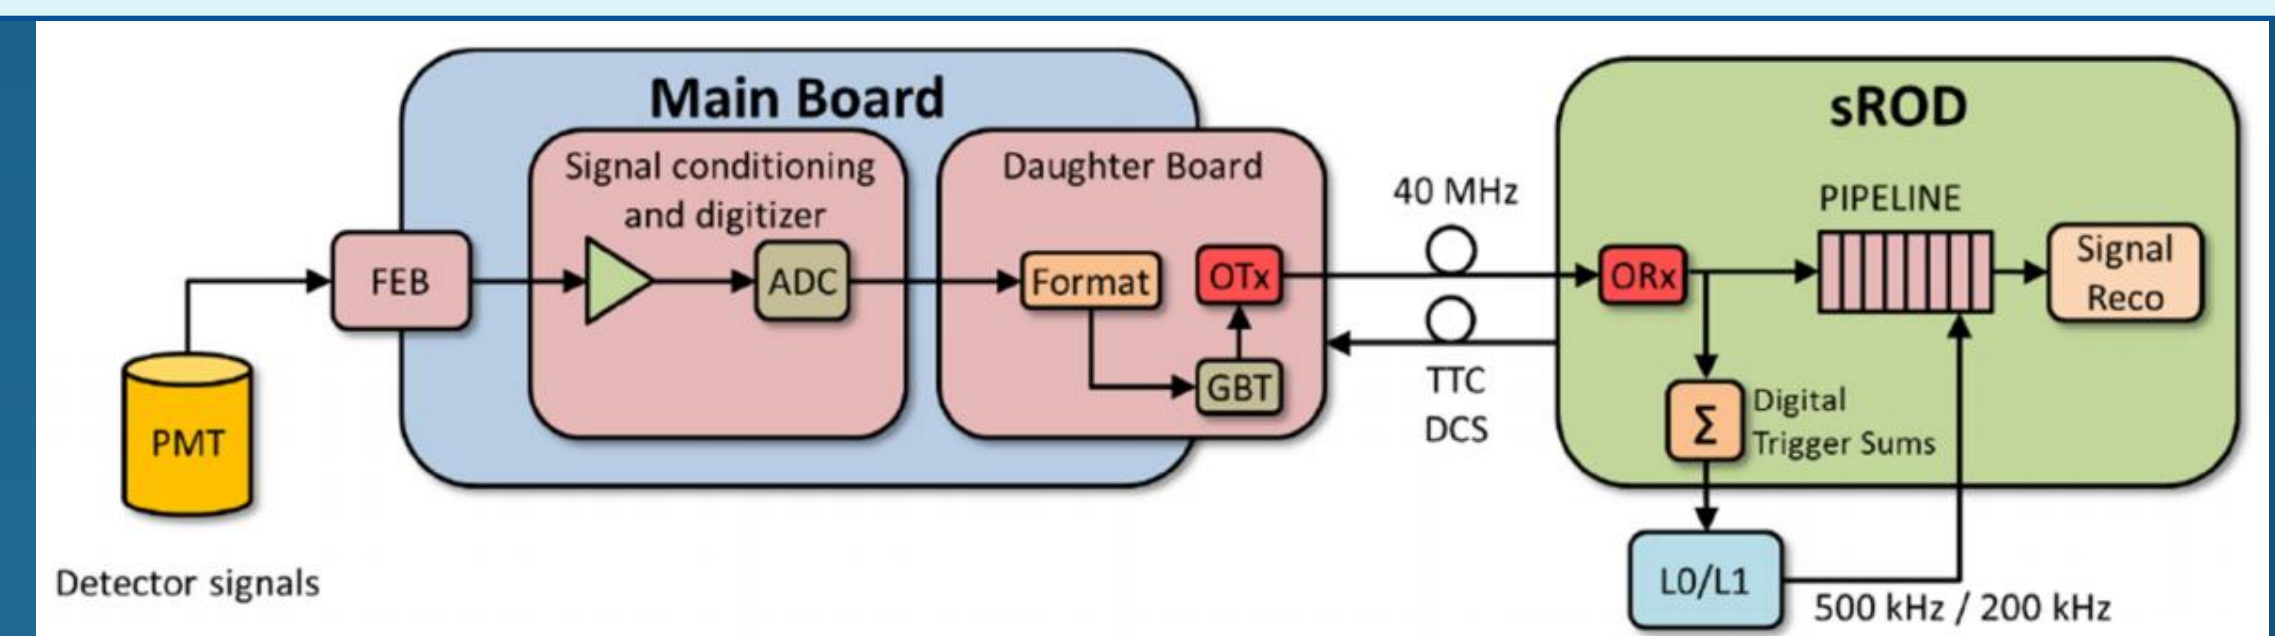 Main Board
sROD
Signal conditioning
and digitizer
Daughter Board
40 MHz
PIPELINE
FEB
ADC
Format
OTx
ORx
Signal
Reco
PMT
GBT
TTC
DCS
Σ
Digital
Trigger Sums
Detector signals
L0/L1
500 kHz / 200 kHz